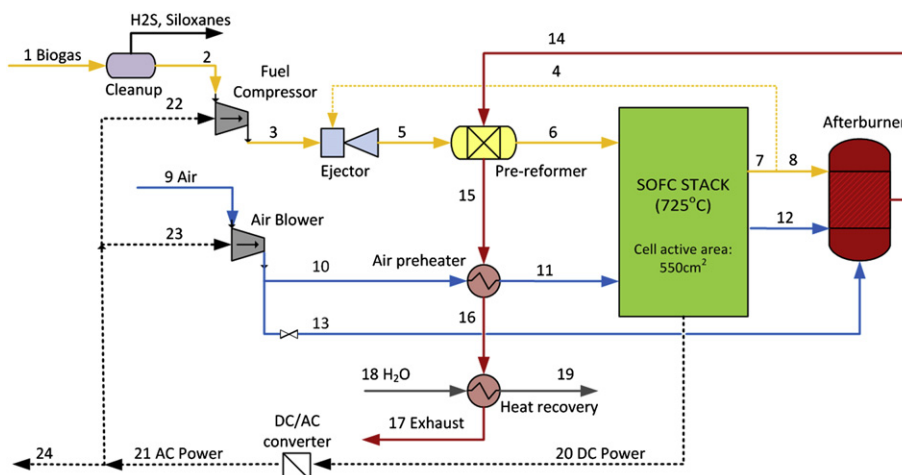 H2S, Siloxanes
14
1 Biogas
2
Cleanup
Fuel
Compressor
4
22
3
Ejector
5
Pre-reformer
6
Afterburner
7
8
SOFC STACK
(725°C)
Cell active area:
550cm²
9 Air
Air Blower
23
15
12
10
Air preheater
11
13
16
18 H₂O
19
Heat recovery
17 Exhaust
DC/AC
converter
24
21 AC Power
20 DC Power